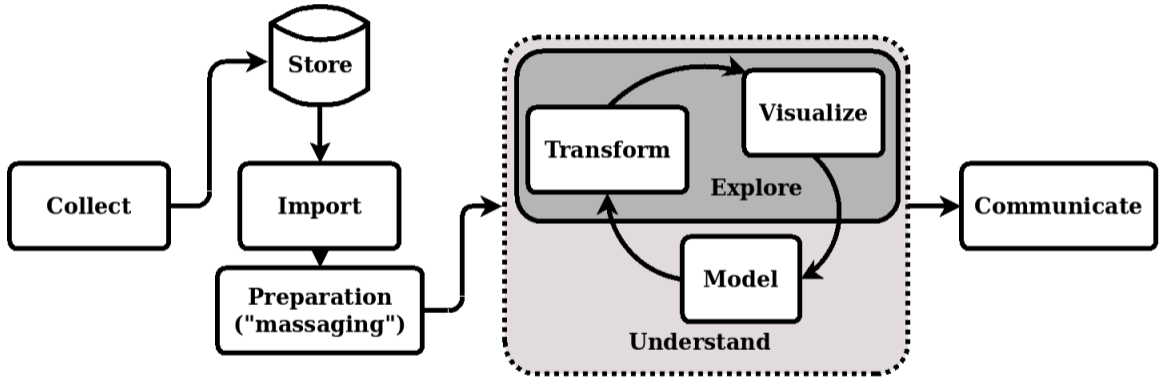 Collect
Store
Import
Preparation
("massaging")
Transform
Visualize
Explore
Model
Understand
Communicate